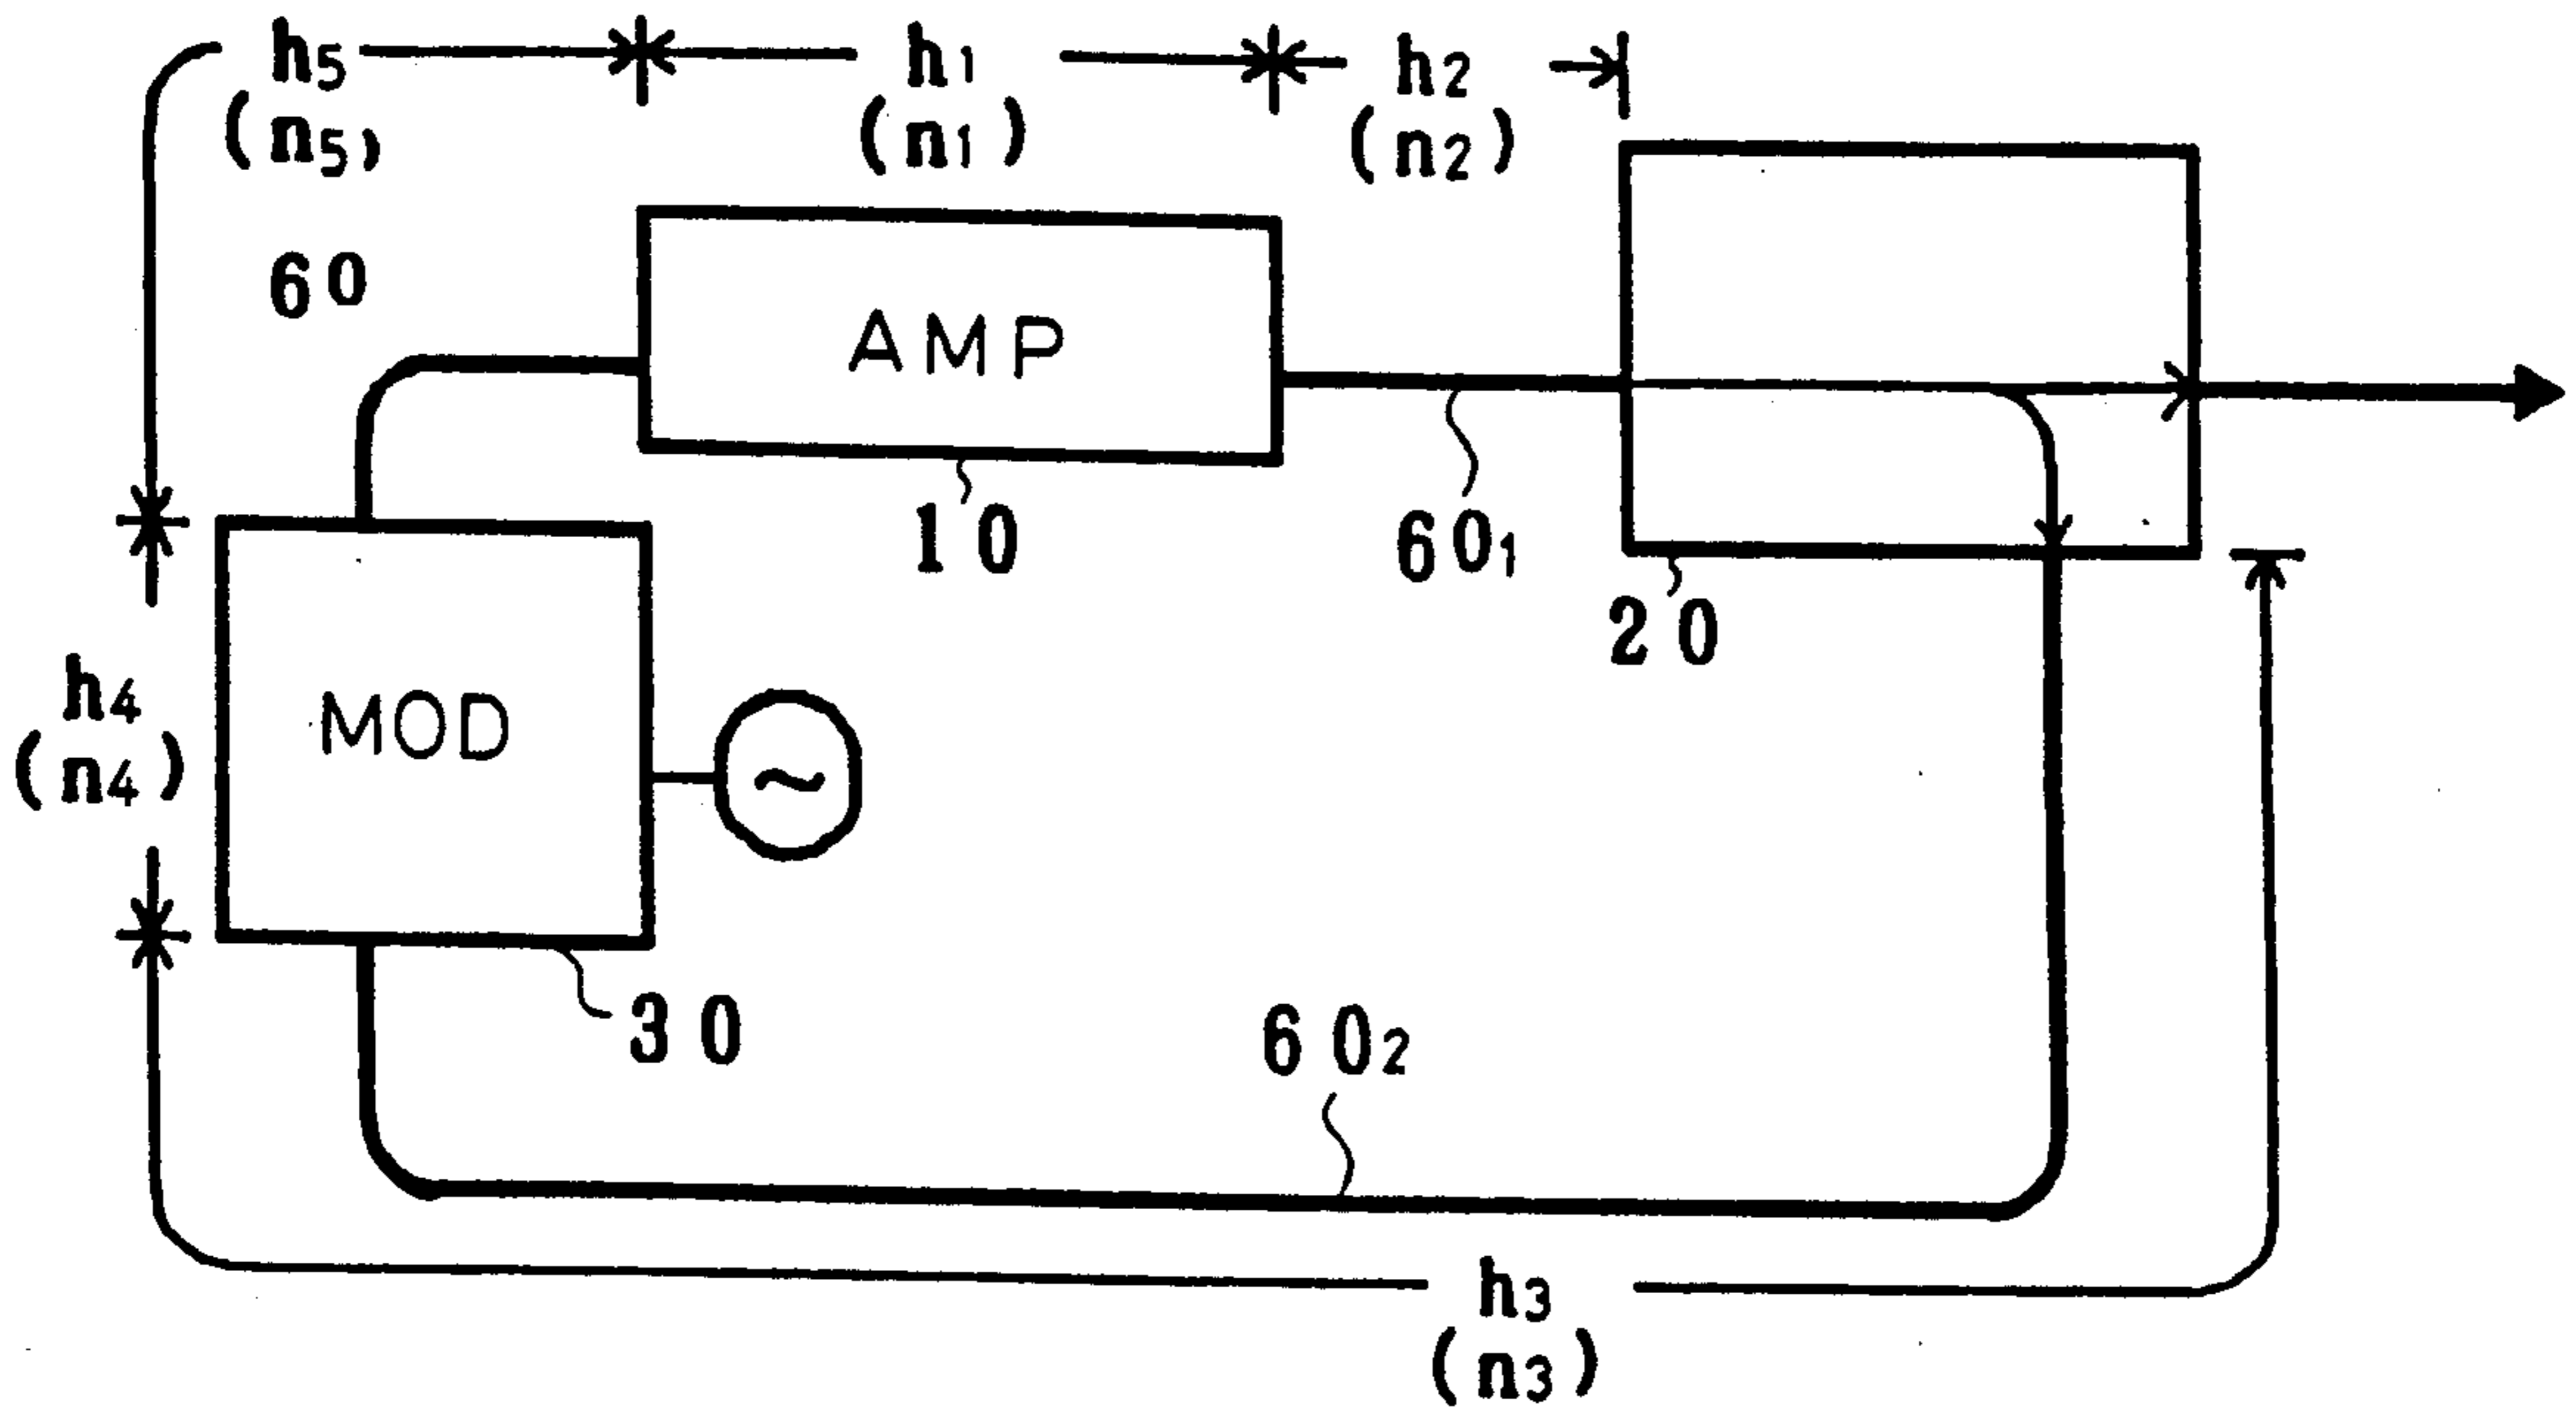 h5 h1 h2
(n5) (n1) (n2)
60
AMP
10
601
20
h4
(n4)
MOD
~
30
602
h3
(n3)